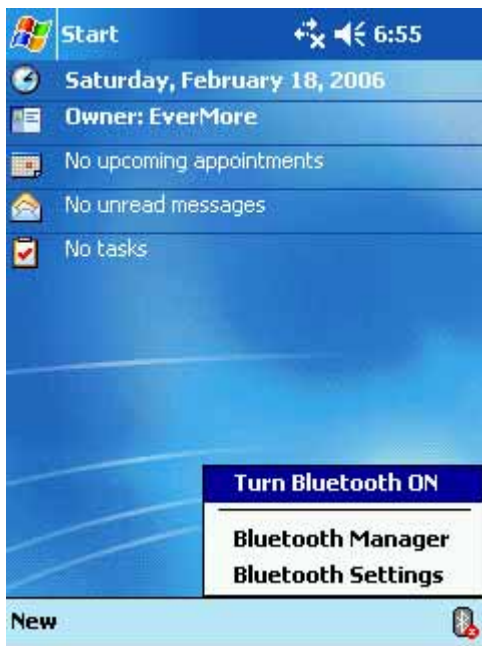 Start 6:55
Saturday, February 18, 2006
Owner: EverMore
No upcoming appointments
No unread messages
No tasks
Turn Bluetooth ON
Bluetooth Manager
Bluetooth Settings
New